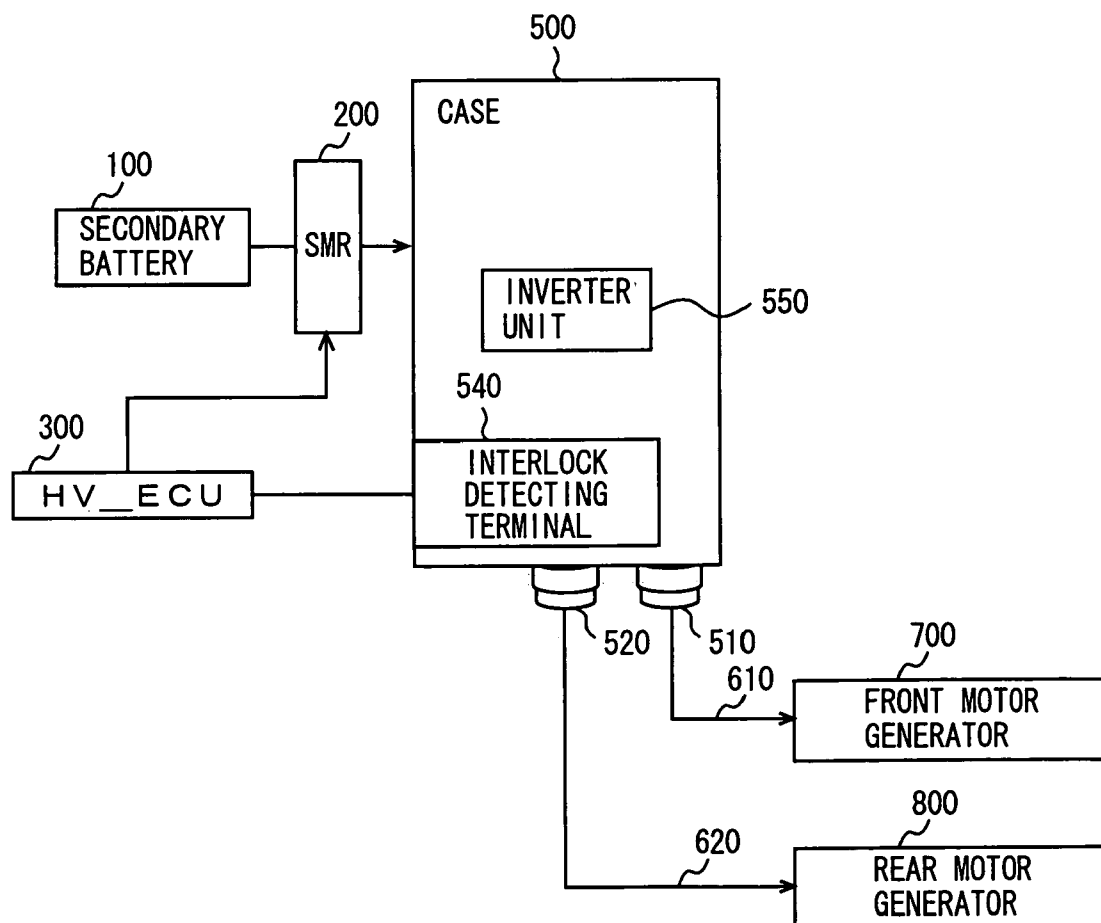 500
CASE
200
100
SECONDARY
BATTERY
SMR
INVERTER
UNIT
550
540
300
HV_ECU
INTERLOCK
DETECTING
TERMINAL
520
510
700
610
FRONT MOTOR
GENERATOR
800
620
REAR MOTOR
GENERATOR